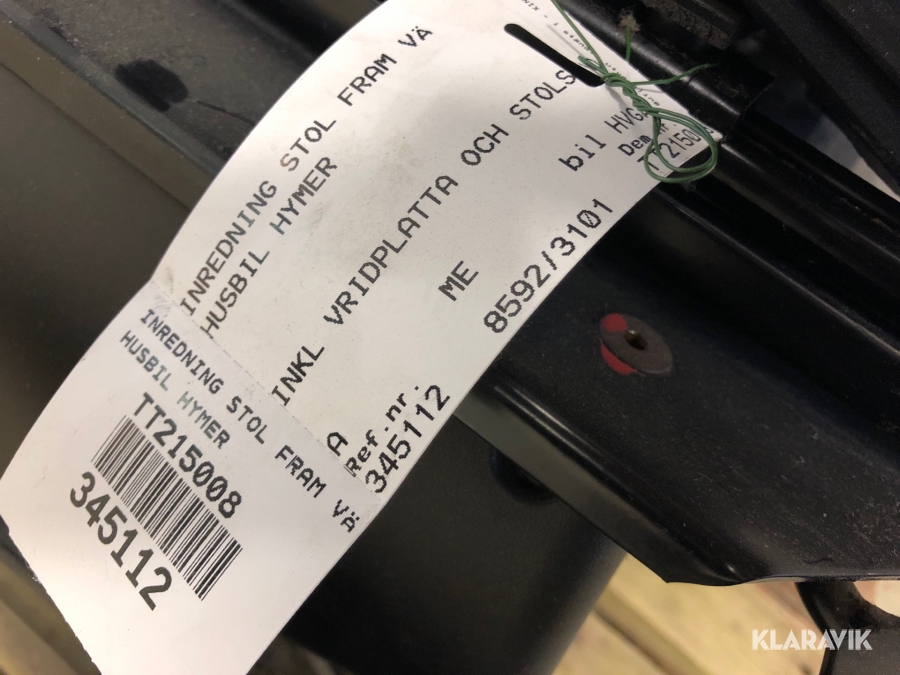 INREDNING STOL FRAM VÄ
HUSBIL HYMER
INKL VRIDPLATTA OCH STOLS
ME
bil
A
8592/3101
Ref.nr.
345112
INREDNING STOL FRAM VÄ
HUSBIL HYMER
TT215008
345112
KLARAVIK